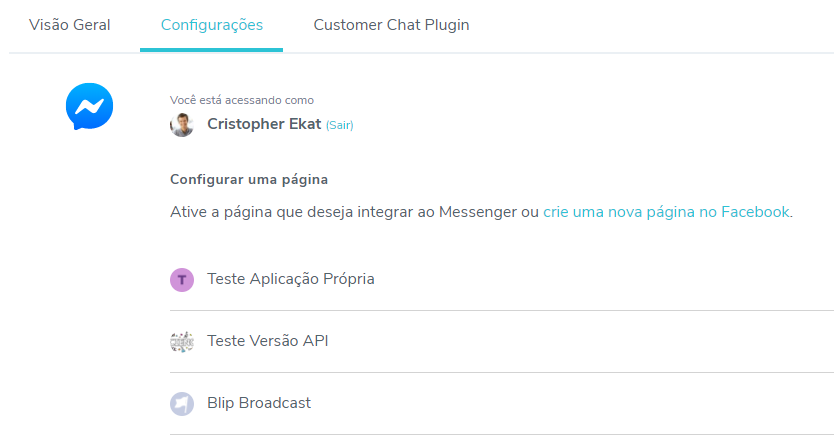 Visão Geral Configurações Customer Chat Plugin
Você está acessando como
Cristopher Ekat (Sair)
Configurar uma página
Ative a página que deseja integrar ao Messenger ou crie uma nova página no Facebook.
T Teste Aplicação Própria
Teste Versão API
Blip Broadcast